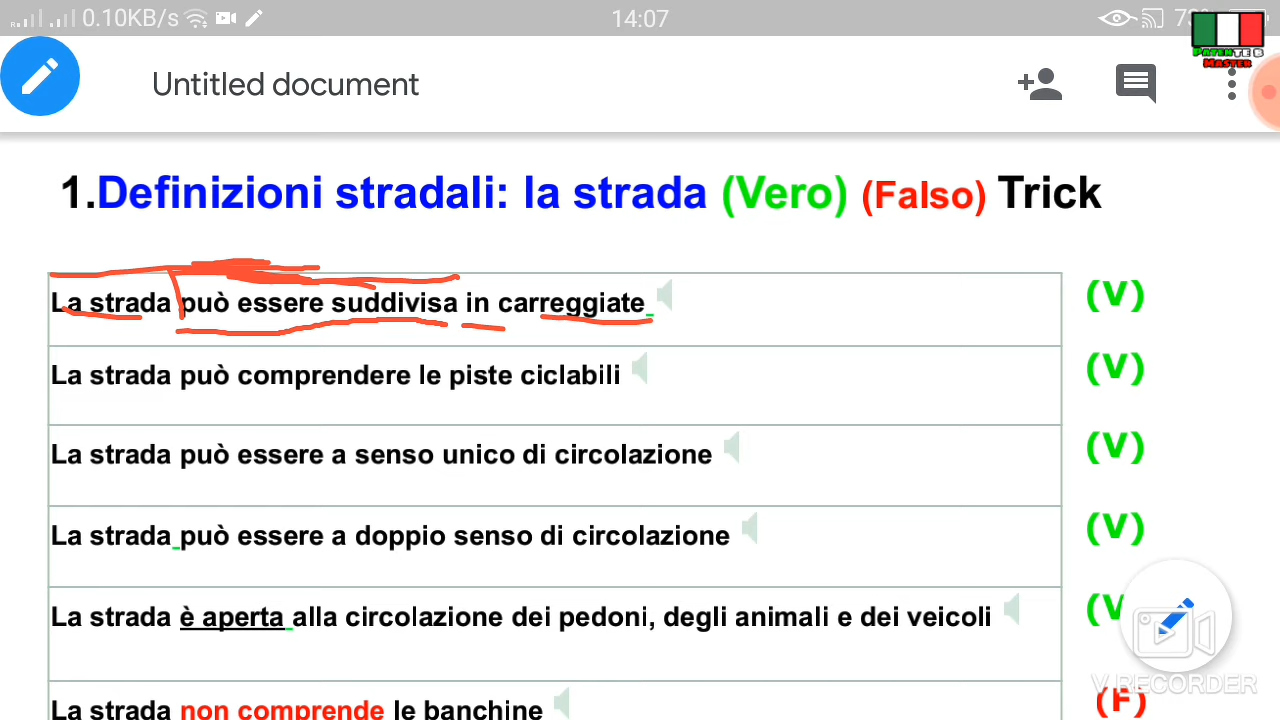 0.10KB/s 14:07
PATENTE B
MASTER
Untitled document
1.Definizioni stradali: la strada (Vero) (Falso) Trick
La strada può essere suddivisa in carreggiate (V)
La strada può comprendere le piste ciclabili (V)
La strada può essere a senso unico di circolazione (V)
La strada può essere a doppio senso di circolazione (V)
La strada è aperta alla circolazione dei pedoni, degli animali e dei veicoli
V RECORDER
La strada non comprende le banchine (F)